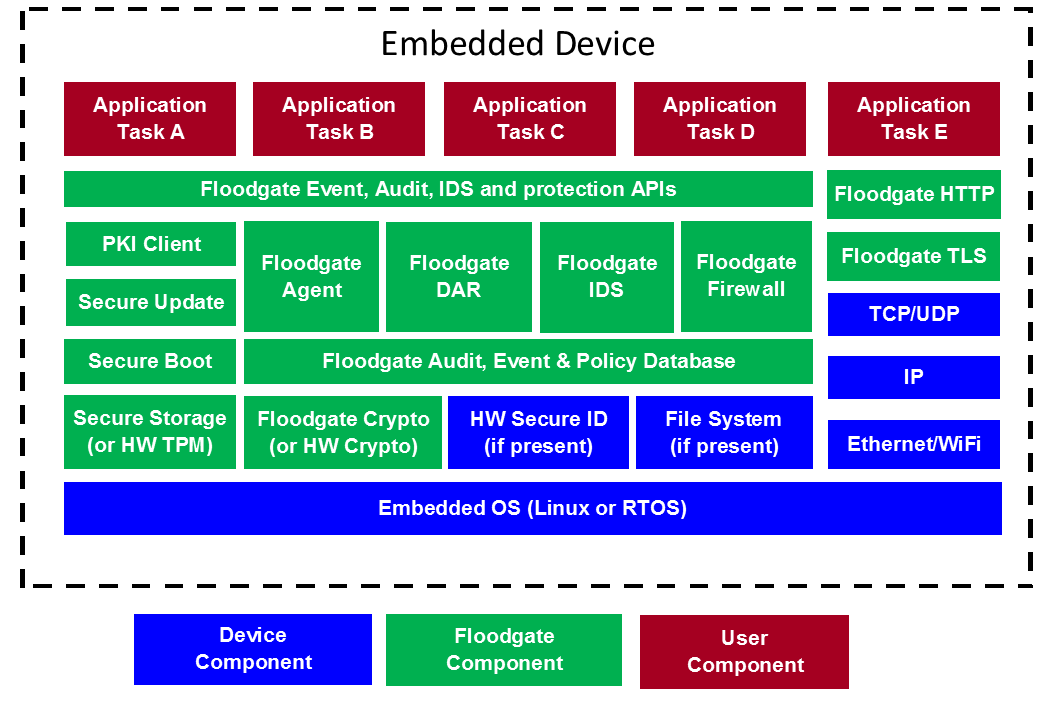 Embedded Device
Application
Task A
Application
Task B
Application
Task C
Application
Task D
Application
Task E
Floodgate Event, Audit, IDS and protection APIs
Floodgate HTTP
PKI Client
Floodgate
Agent
Floodgate
DAR
Floodgate
IDS
Floodgate
Firewall
Floodgate TLS
Secure Update
TCP/UDP
Secure Boot
Floodgate Audit, Event & Policy Database
IP
Secure Storage
(or HW TPM)
Floodgate Crypto
(or HW Crypto)
HW Secure ID
(if present)
File System
(if present)
Ethernet/WiFi
Embedded OS (Linux or RTOS)
Device
Component
Floodgate
Component
User
Component